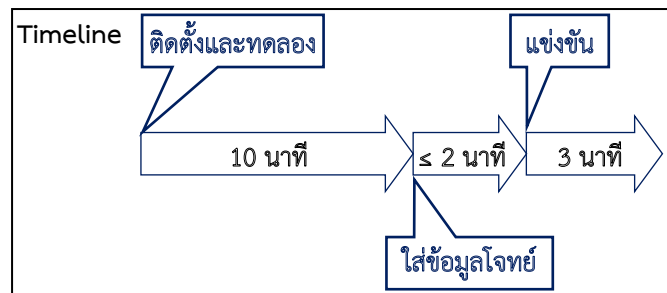 Timeline
ติดตั้งและทดลอง
แข่งขัน
10 นาที
≤ 2 นาที
3 นาที
ใส่ข้อมูลโจทย์